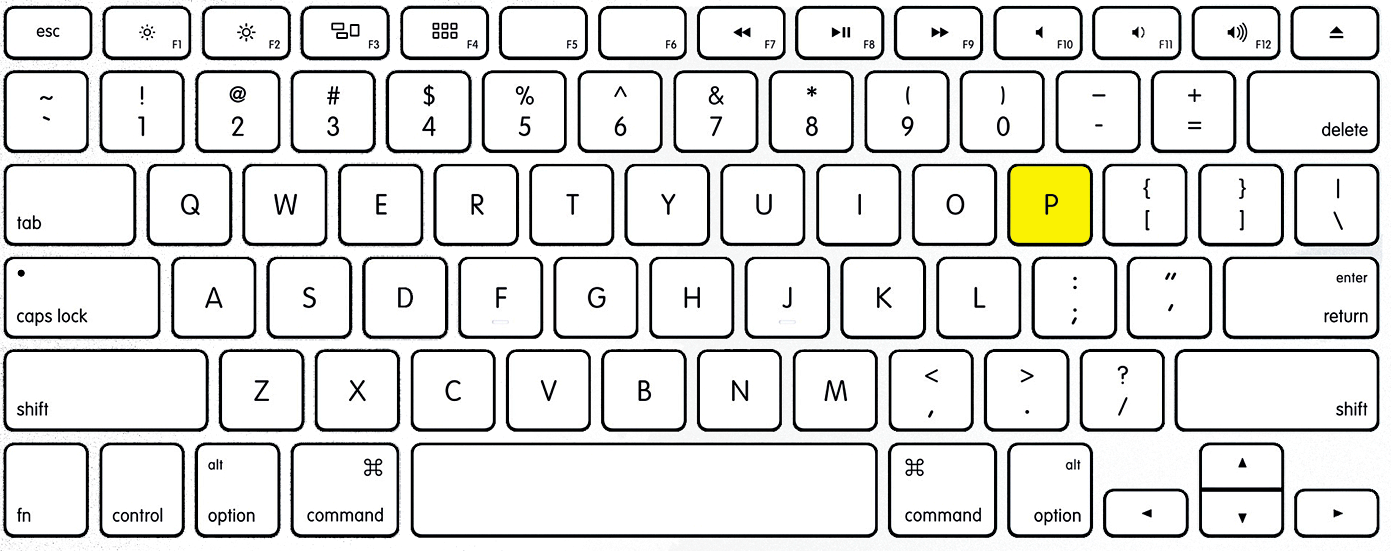 esc F1 F2 F3 F4 F5 F6 F7 F8 F9 F10 F11 F12
~ ! @ # $ % ^ & * ( ) – +
` 1 2 3 4 5 6 7 8 9 0 - = delete
tab Q W E R T Y U I O P { [ } ] | \
caps lock A S D F G H J K L : ; " ' enter return
shift Z X C V B N M < , > . ? / shift
fn control alt option ⌘ command ⌘ command alt option